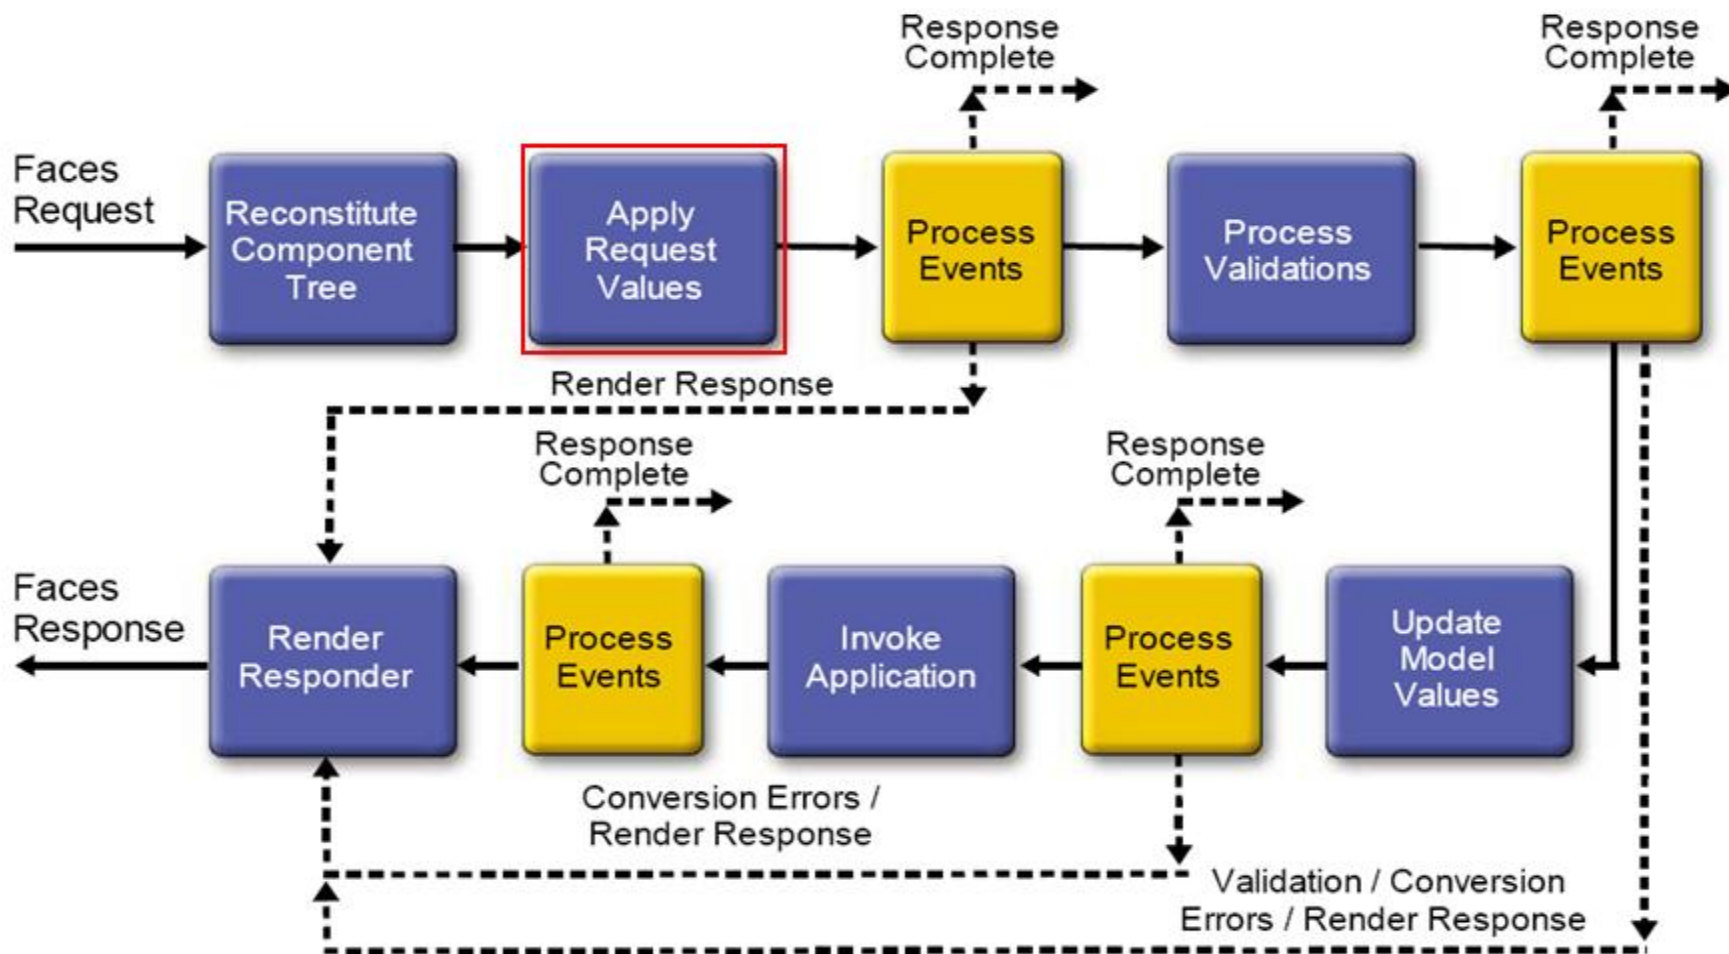 Response
Complete
Response
Complete
Faces
Request
Reconstitute
Component
Tree
Apply
Request
Values
Process
Events
Process
Validations
Process
Events
Render Response
Response
Complete
Response
Complete
Faces
Response
Render
Responder
Process
Events
Invoke
Application
Process
Events
Update
Model
Values
Conversion Errors /
Render Response
Validation / Conversion
Errors / Render Response